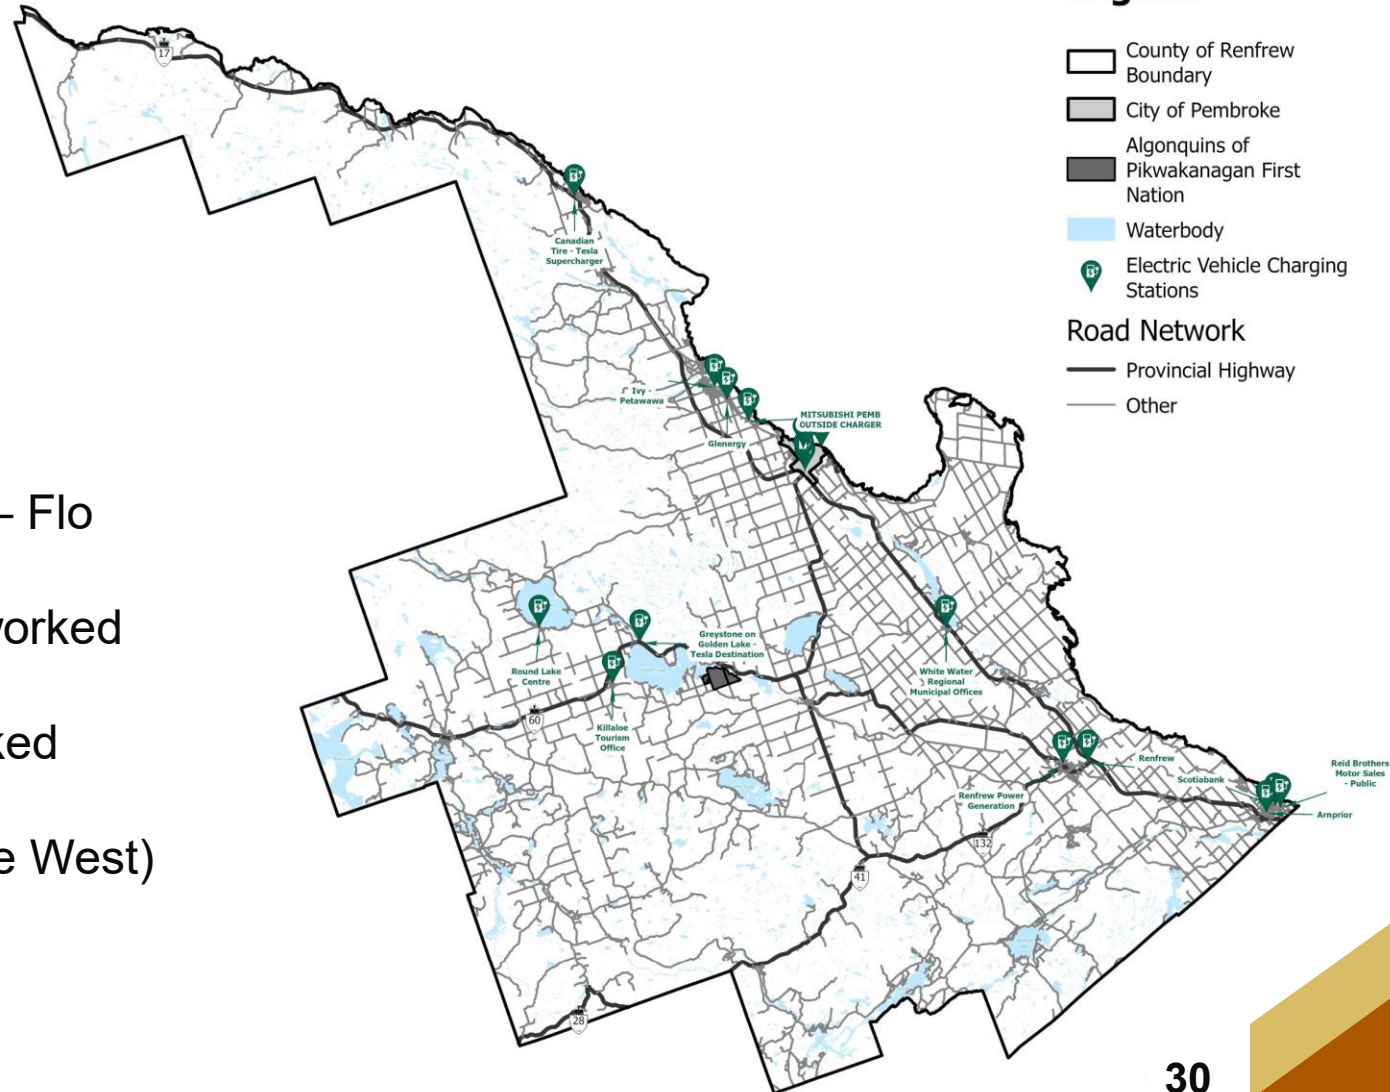 County of Renfrew
Boundary
City of Pembroke
Algonquins of
Pikwakanagan First
Nation
Waterbody
Electric Vehicle Charging
Stations
Road Network
Provincial Highway
Other
17
Canadian
Tire - Tesla
Supercharger
Ivy -
Petawawa
Glenergy
MITSUBISHI PEMB
OUTSIDE CHARGER
– Flo
ked
e West)
Round Lake
Centre
Greystone on
Golden Lake -
Tesla Destination
Killaloe
Tourism
Office
60
White Water
Regional
Municipal Offices
Renfrew
Renfrew Power
Generation
Scotiabank
Reid Brothers
Motor Sales
- Public
Arnprior
132
41
28
30